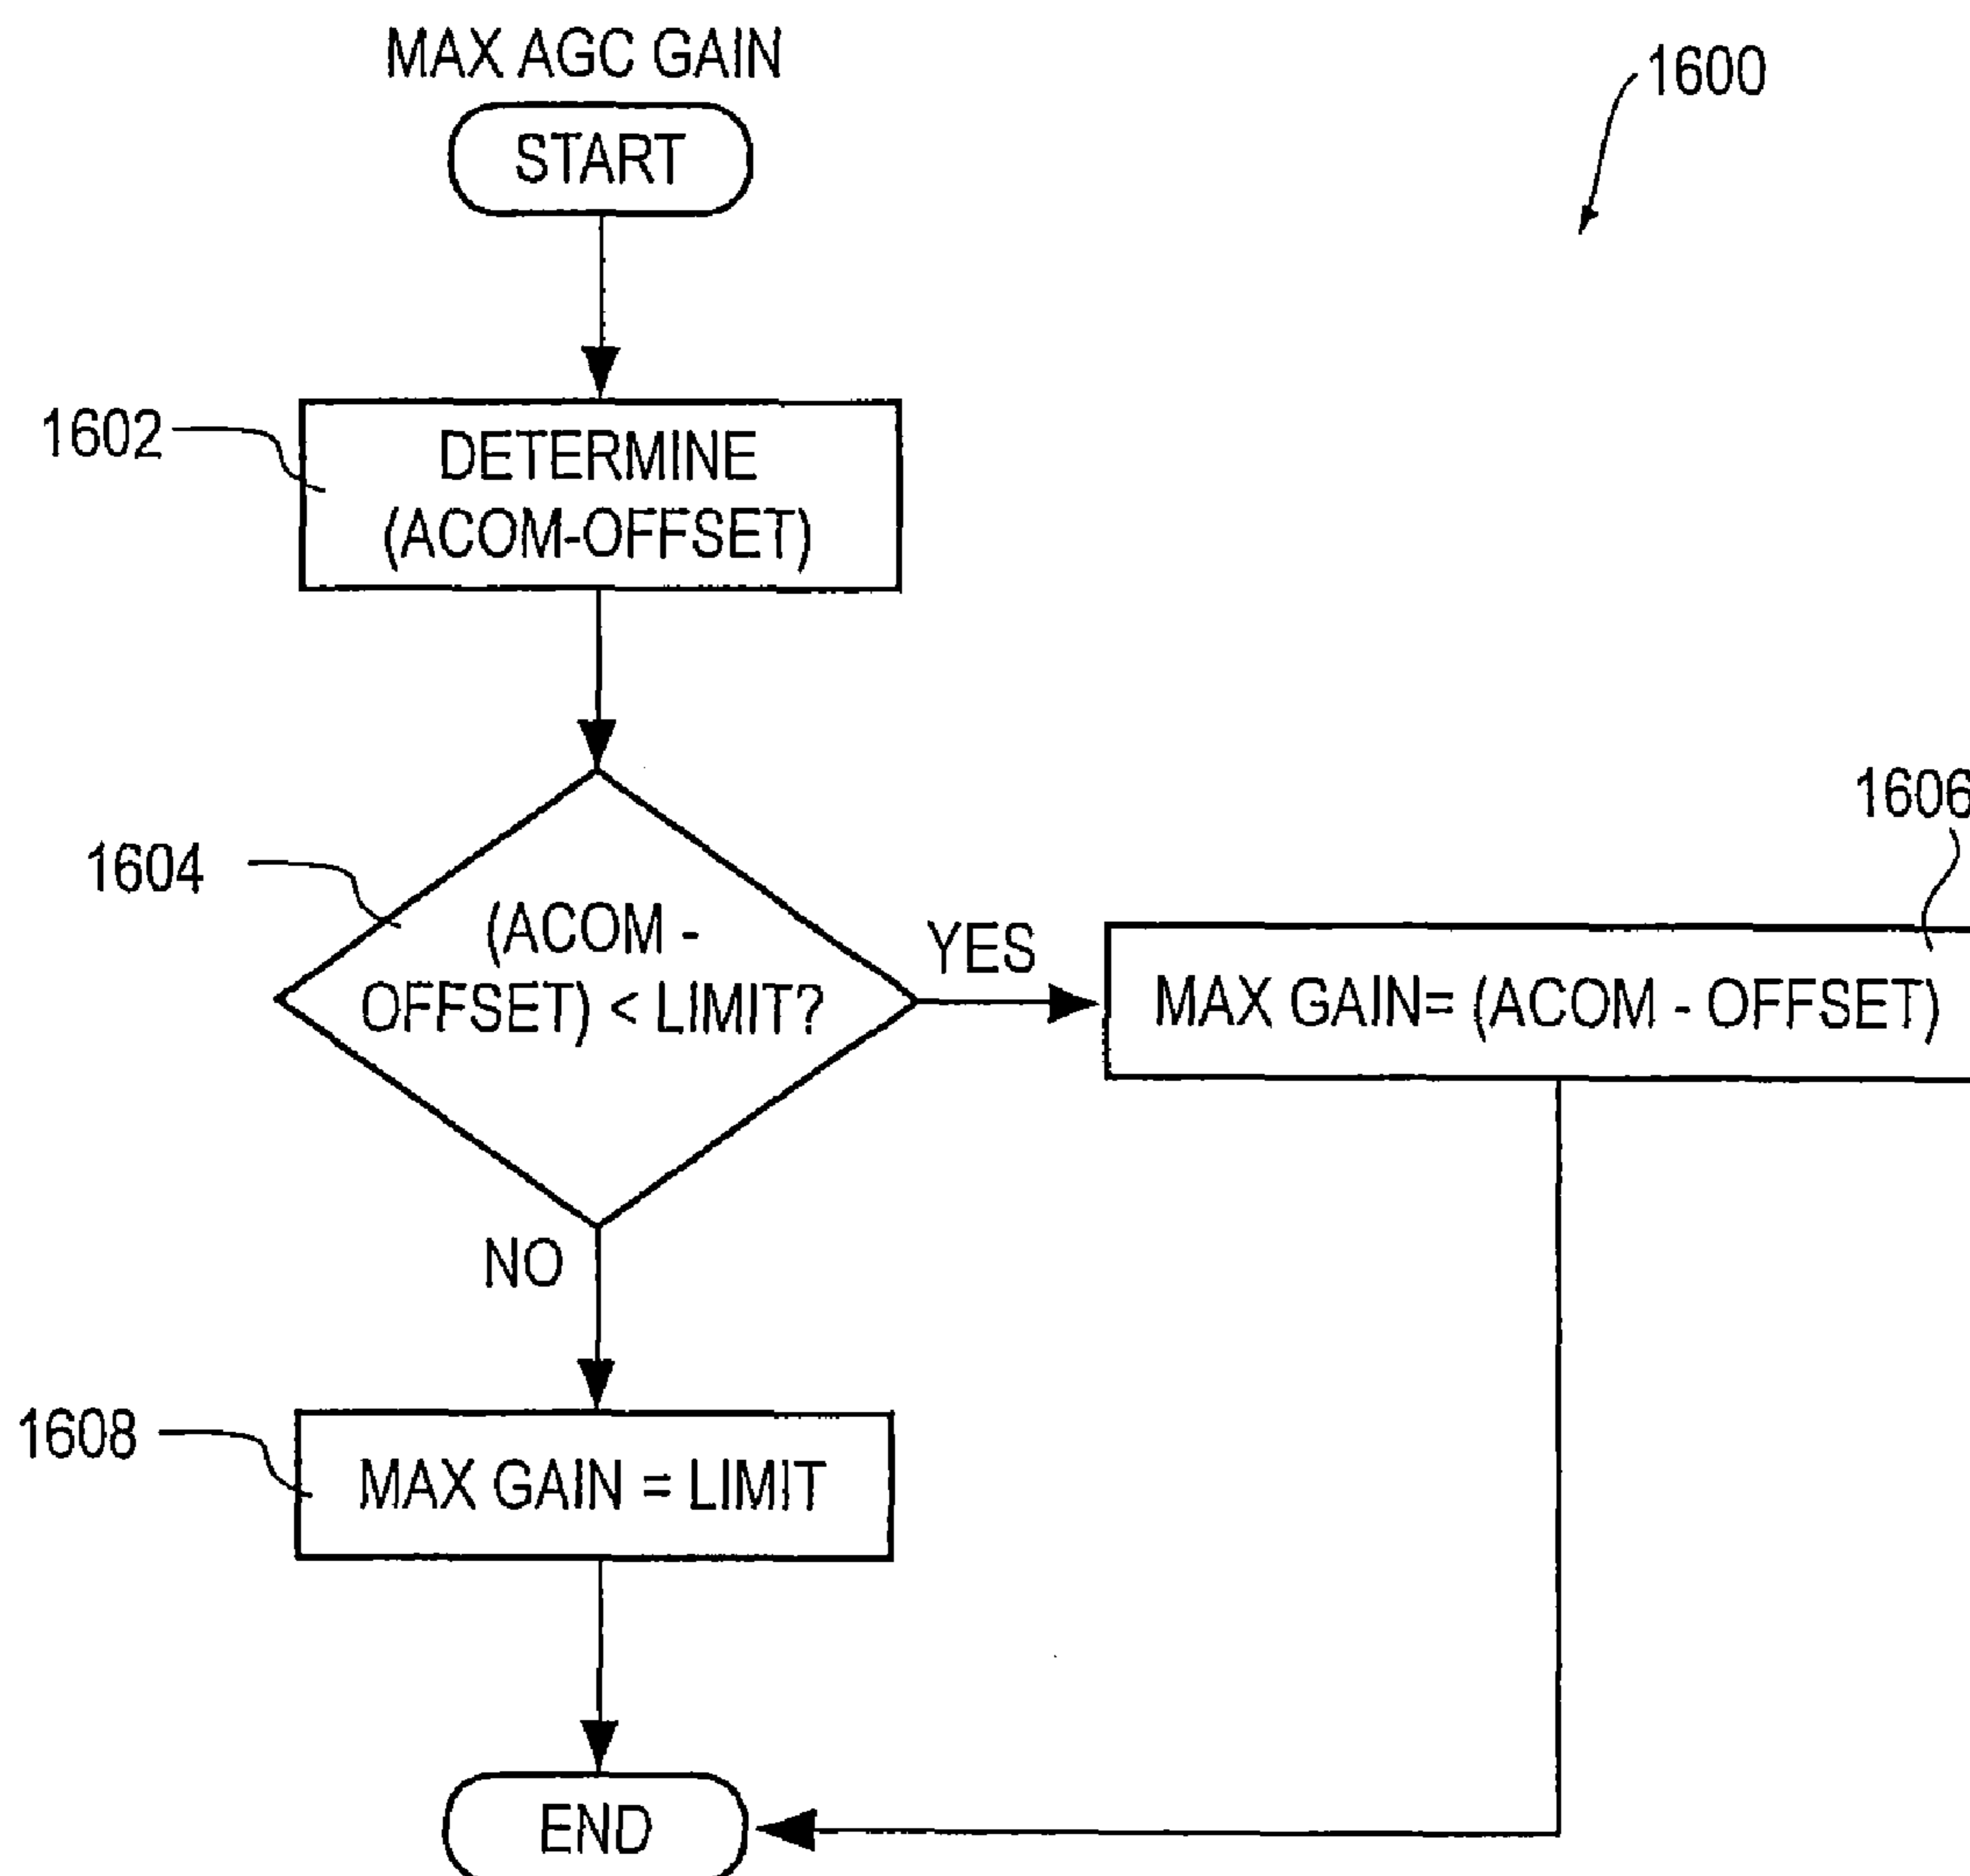 MAX AGC GAIN
START
1600
1602
DETERMINE
(ACOM-OFFSET)
1604
(ACOM -
OFFSET) < LIMIT?
YES
1606
MAX GAIN= (ACOM - OFFSET)
NO
1608
MAX GAIN = LIMIT
END